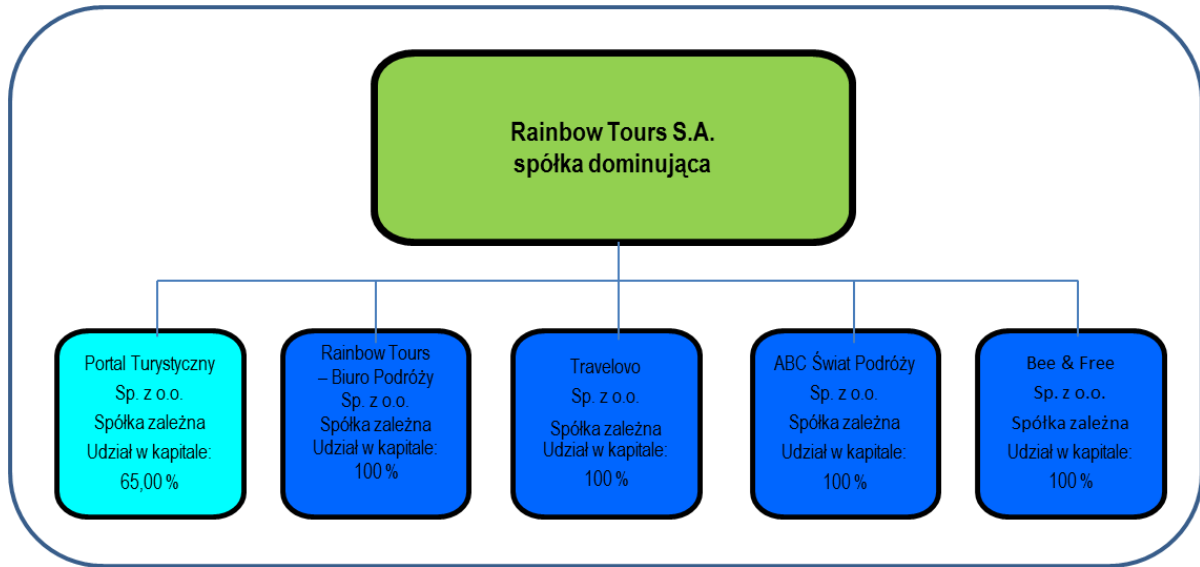 Rainbow Tours S.A.
spółka dominująca
Portal Turystyczny
Sp. z o.o.
Spółka zależna
Udział w kapitale:
65,00 %
Rainbow Tours
– Biuro Podróży
Sp. z o.o.
Spółka zależna
Udział w kapitale:
100 %
Travelovo
Sp. z o.o.
Spółka zależna
Udział w kapitale:
100 %
ABC Świat Podróży
Sp. z o.o.
Spółka zależna
Udział w kapitale:
100 %
Bee & Free
Sp. z o.o.
Spółka zależna
Udział w kapitale:
100 %